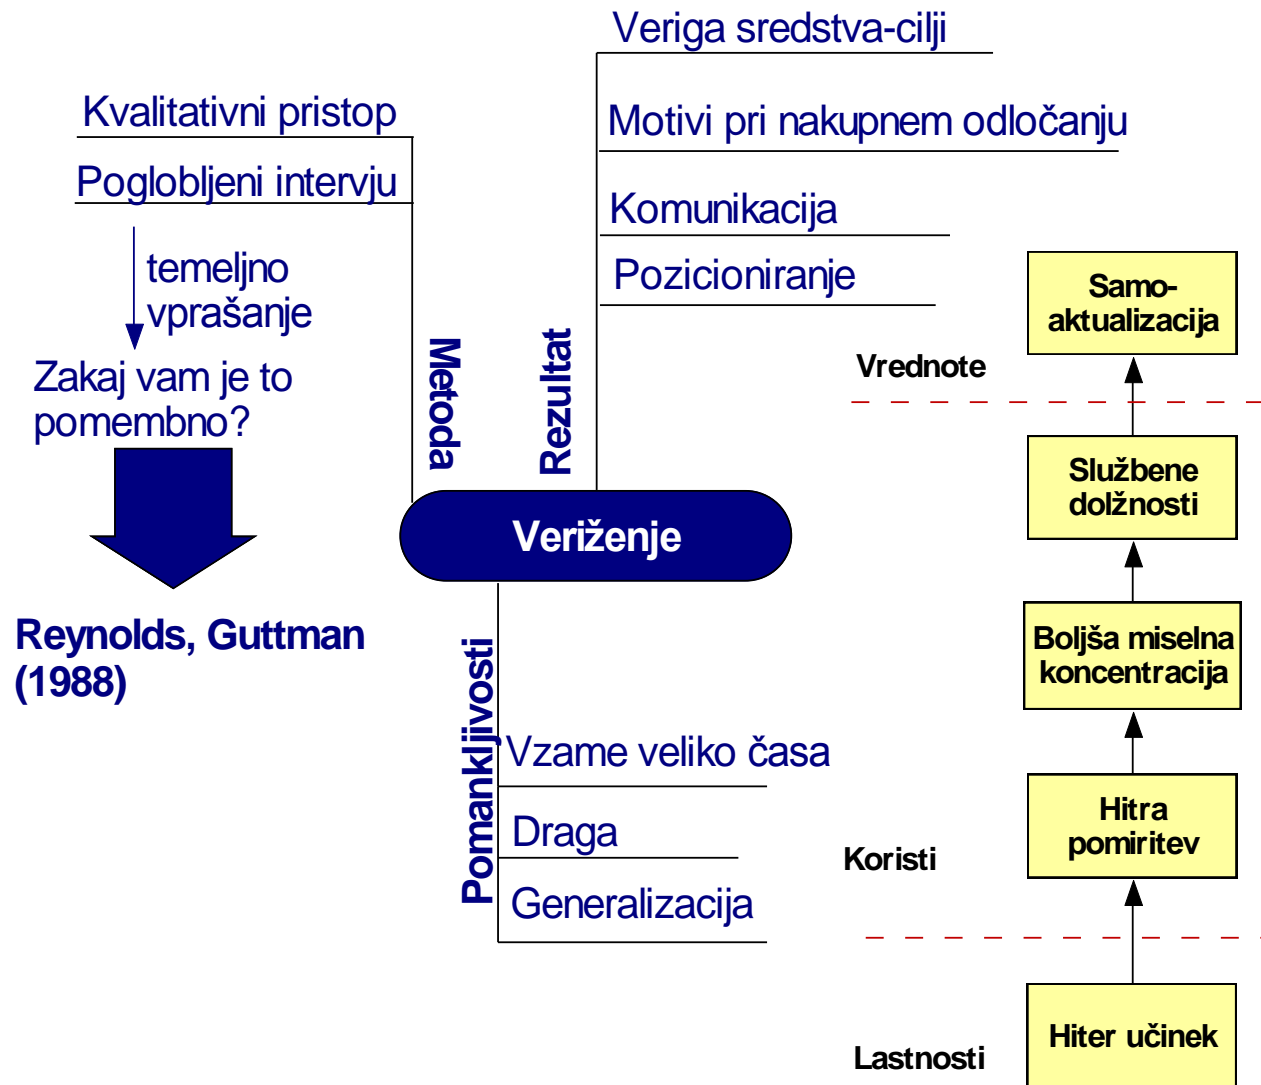 Veriga sredstva-cilji
Kvalitativni pristop
Motivi pri nakupnem odločanju
Poglobljeni intervju
Komunikacija
temeljno
vprašanje
Pozicioniranje
Zakaj vam je to
pomembno?
Metoda
Rezultat
Veriženje
Reynolds, Guttman
(1988)
Pomankljivosti
Vzame veliko časa
Draga
Generalizacija
Samo-
aktualizacija
Vrednote
Službene
dolžnosti
Boljša miselna
koncentracija
Hitra
pomiritev
Koristi
Hiter učinek
Lastnosti